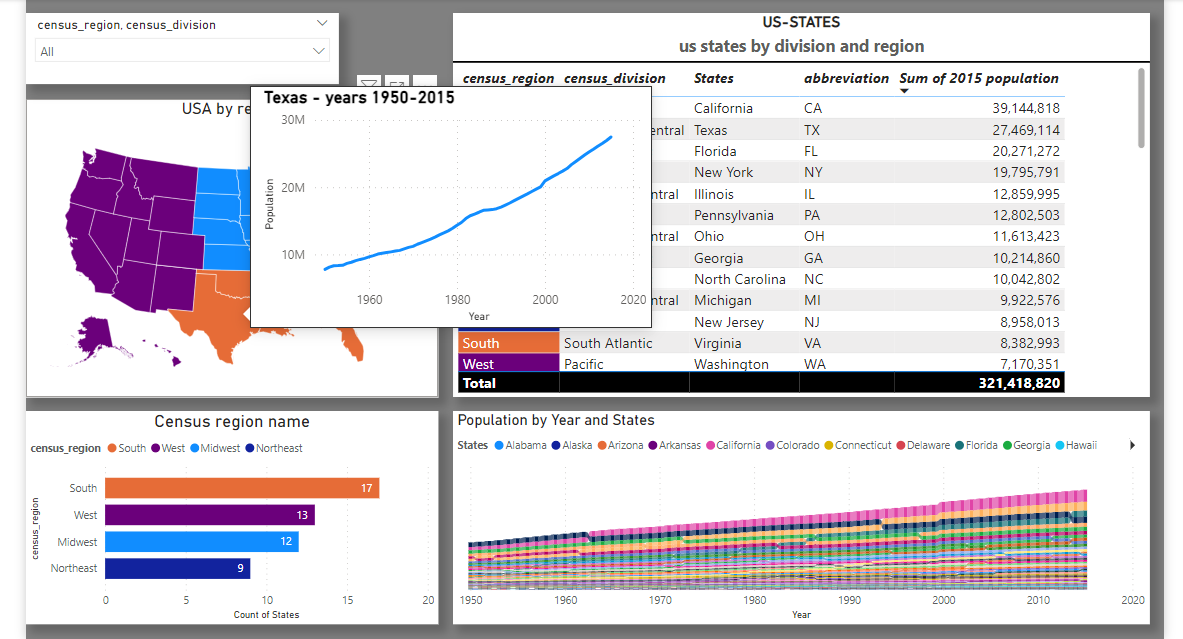 census_region, census_division
All
USA by re
Texas - years 1950-2015
30M
20M
10M
Population
1960 1980 2000 2020
Year
US-STATES
us states by division and region
census_region census_division States abbreviation Sum of 2015 population
California CA 39,144,818
entral Texas TX 27,469,114
Florida FL 20,271,272
New York NY 19,795,791
ntral Illinois IL 12,859,995
Pennsylvania PA 12,802,503
ntral Ohio OH 11,613,423
Georgia GA 10,214,860
North Carolina NC 10,042,802
ntral Michigan MI 9,922,576
New Jersey NJ 8,958,013
South South Atlantic Virginia VA 8,382,993
West Pacific Washington WA 7,170,351
Total 321,418,820
Census region name
census_region South West Midwest Northeast
census_region
South 17
West 13
Midwest 12
Northeast 9
0 5 10 15 20
Count of States
Population by Year and States
States Alabama Alaska Arizona Arkansas California Colorado Connecticut Delaware Florida Georgia Hawaii
1950 1960 1970 1980 1990 2000 2010 2020
Year